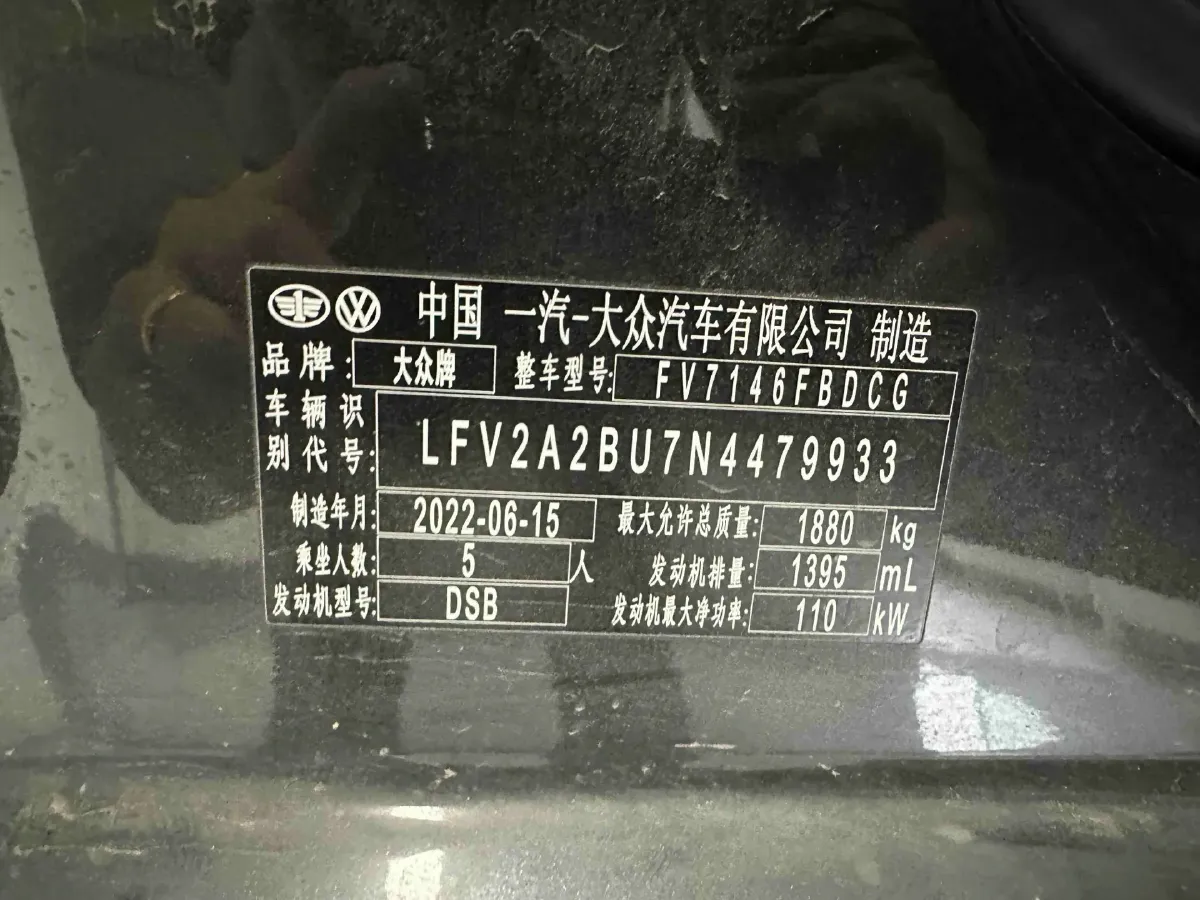 中国 一汽-大众汽车有限公司 制造
品牌: 大众牌 整车型号: FV7146FBDCG
车辆识别代号: LFV2A2BU7N4479933
制造年月: 2022-06-15 最大允许总质量: 1880 kg
乘坐人数: 5 人 发动机排量: 1395 mL
发动机型号: DSB 发动机最大净功率: 110 kW